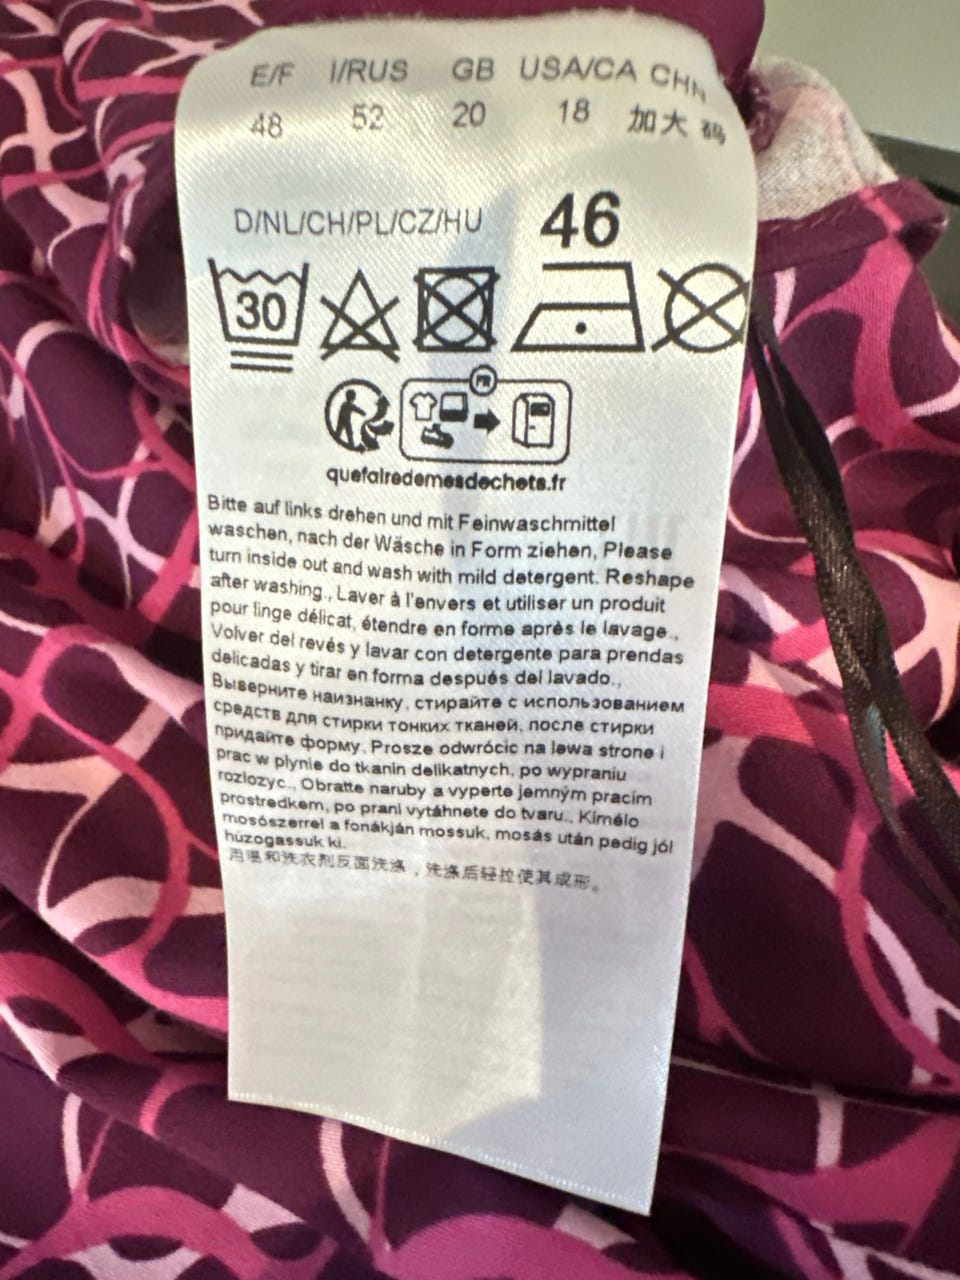 E/F I/RUS GB USA/CA CHN
48 52 20 18 加大 码
D/NL/CH/PL/CZ/HU 46
30
FR
quefairedemesdechets.fr
Bitte auf links drehen und mit Feinwaschmittel
waschen, nach der Wäsche in Form ziehen, Please
turn inside out and wash with mild detergent. Reshape
after washing., Laver à l'envers et utiliser un produit
pour linge délicat, étendre en forme après le lavage.,
Volver del revés y lavar con detergente para prendas
delicadas y tirar en forma después del lavado.,
Выверните наизнанку, стирайте с использованием
средств для стирки тонких тканей, после стирки
придайте форму, Prosze odwrócic na lewa strone i
prac w plynie do tkanin delikatnych, po wypraniu
rozlozyc., Obratte naruby a vyperte jemným pracím
prostredkem, po praní vytáhnete do tvaru., Kímélo
mosószerrel a fonákján mossuk, mosás után pedig jól
húzogassuk ki.
用温和洗衣剂反面洗涤，洗涤后轻拉使其成形。